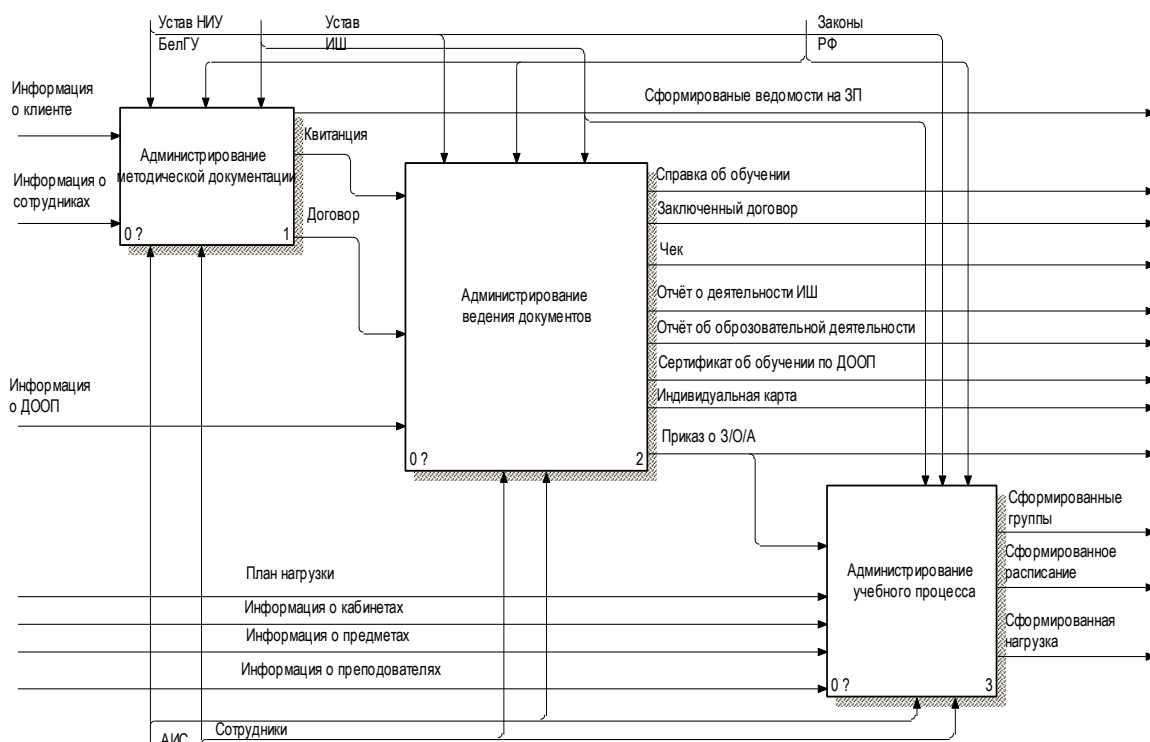 Устав НИУ
БелГУ
Устав
ИШ
Законы
РФ
Информация
о клиенте
Сформированые ведомости на ЗП
Квитанция
Администрирование
методической документации
Информация о
сотрудниках
Договор
0 ?
1
Справка об обучении
Заключенный договор
Чек
Администрирование
ведения документов
Отчёт о деятельности ИШ
Отчёт об оброзовательной деятельности
Сертификат об обучении по ДООП
Индивидуальная карта
Информация
о ДООП
Приказ о З/О/А
0 ?
2
Сформированные
группы
Сформированное
расписание
Администрирование
учебного процесса
План нагрузки
Информация о кабинетах
Информация о предметах
Сформированная
нагрузка
Информация о преподователях
0 ?
3
АИС
Сотрудники